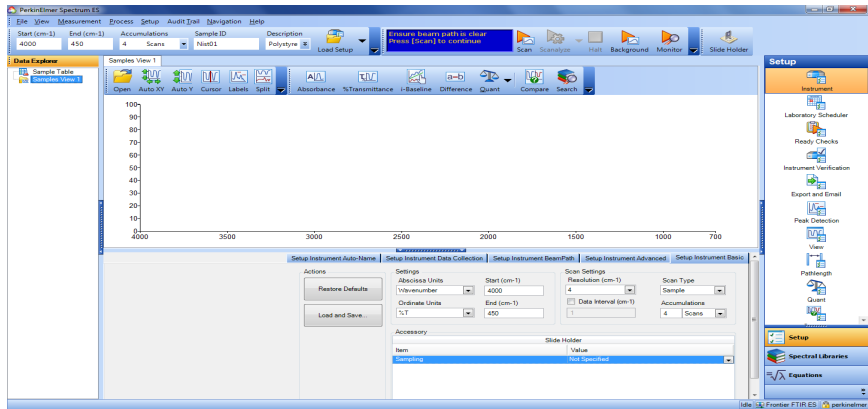 PerkinElmer Spectrum ES
File View Measurement Process Setup Audit Trail Navigation Help
Start (cm-1) End (cm-1) Accumulations Sample ID Description
4000 450 4 Scans Nist01 Polystyre
Load Setup
Ensure beam path is clear
Press [Scan] to continue
Scan Scanalyze Halt Background Monitor Slide Holder
Data Explorer
Sample Table
Samples View 1
Samples View 1
Open Auto XY Auto Y Cursor Labels Split Absorbance %Transmittance i-Baseline Difference Quant Compare Search
100
90
80
70
60
50
40
30
20
10
4000 3500 3000 2500 2000 1500 1000 700
Setup Instrument Auto-Name Setup Instrument Data Collection Setup Instrument BeamPath Setup Instrument Advanced Setup Instrument Basic
Actions
Restore Defaults
Load and Save...
Settings
Abscissa Units Start (cm-1)
Wavenumber 4000
Ordinate Units End (cm-1)
%T 450
Scan Settings
Resolution (cm-1) Scan Type
4 Sample
Data Interval (cm-1) Accumulations
1 4 Scans
Accessory
Slide Holder
Item Value
Sampling Not Specified
Setup
Instrument
Laboratory Scheduler
Ready Checks
Instrument Verification
Export and Email
Peak Detection
View
Pathlength
Quant
Setup
Spectral Libraries
Equations
Idle Frontier FTIR ES perkinelmer